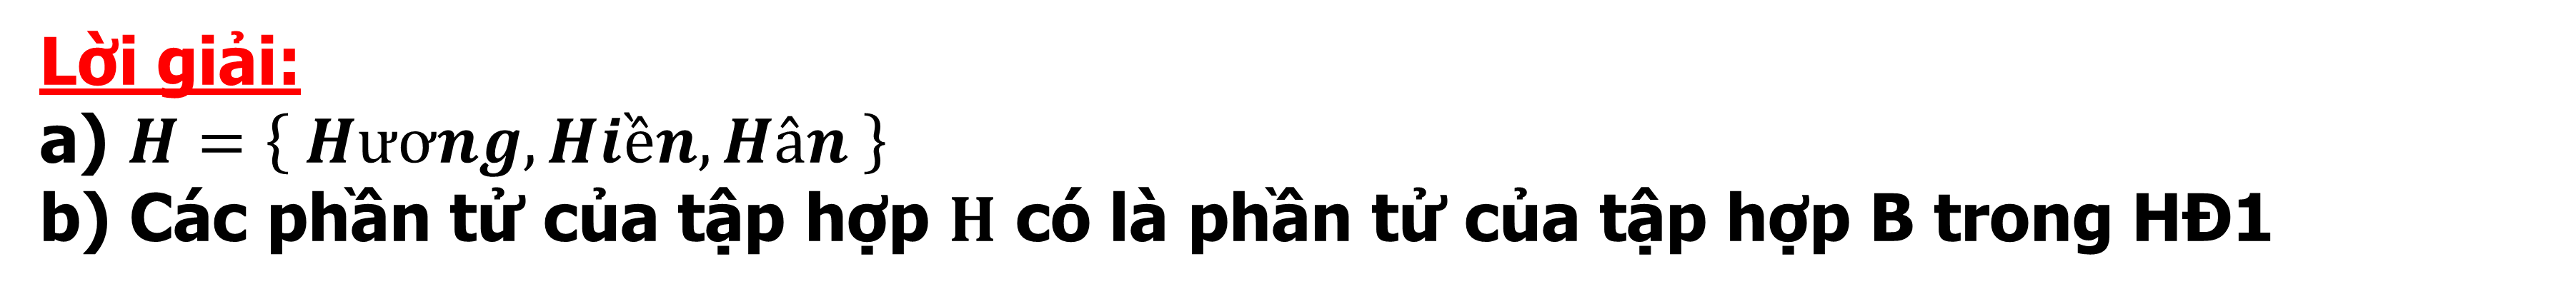 Lời giải:
a) H = { Hương, Hiền, Hân }
b) Các phần tử của tập hợp H có là phần tử của tập hợp B trong HĐ1